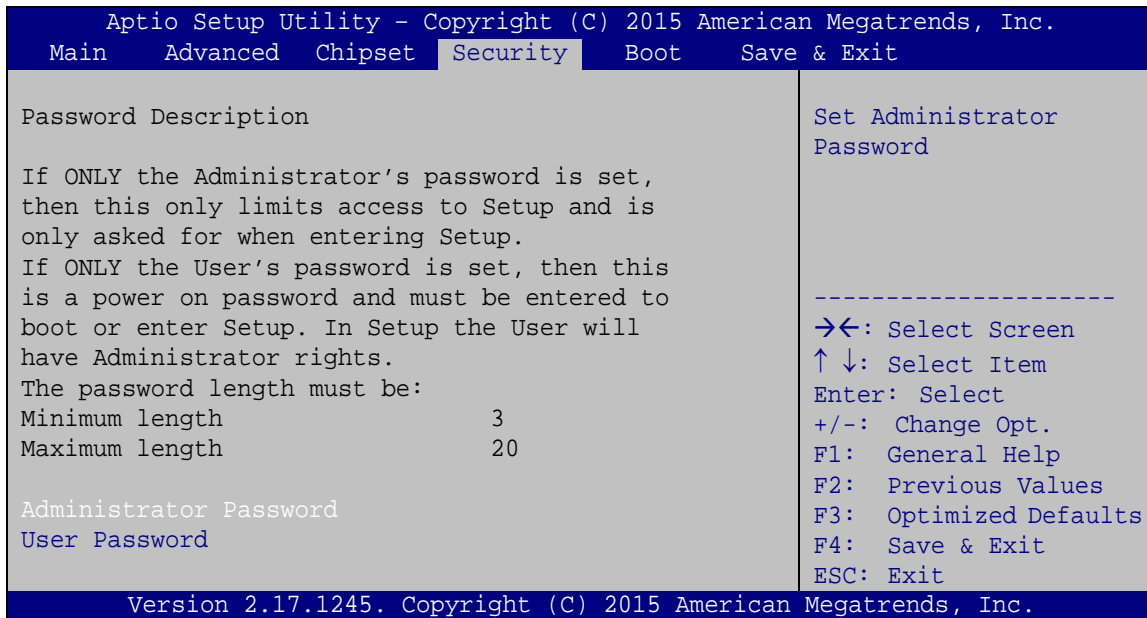 Aptio Setup Utility – Copyright (C) 2015 American Megatrends, Inc.
Main Advanced Chipset Security Boot Save & Exit
Password Description
If ONLY the Administrator’s password is set,
then this only limits access to Setup and is
only asked for when entering Setup.
If ONLY the User’s password is set, then this
is a power on password and must be entered to
boot or enter Setup. In Setup the User will
have Administrator rights.
The password length must be:
Minimum length 3
Maximum length 20
Administrator Password
User Password
Set Administrator
Password
---------------------
→←: Select Screen
↑ ↓: Select Item
Enter: Select
+/-: Change Opt.
F1: General Help
F2: Previous Values
F3: Optimized Defaults
F4: Save & Exit
ESC: Exit
Version 2.17.1245. Copyright (C) 2015 American Megatrends, Inc.